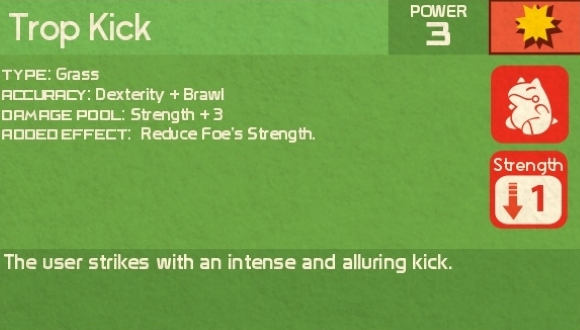 Trop Kick
POWER
3
TYPE: Grass
ACCURACY: Dexterity + Brawl
DAMAGE POOL: Strength + 3
ADDED EFFECT: Reduce Foe's Strength.
Strength
1
The user strikes with an intense and alluring kick.